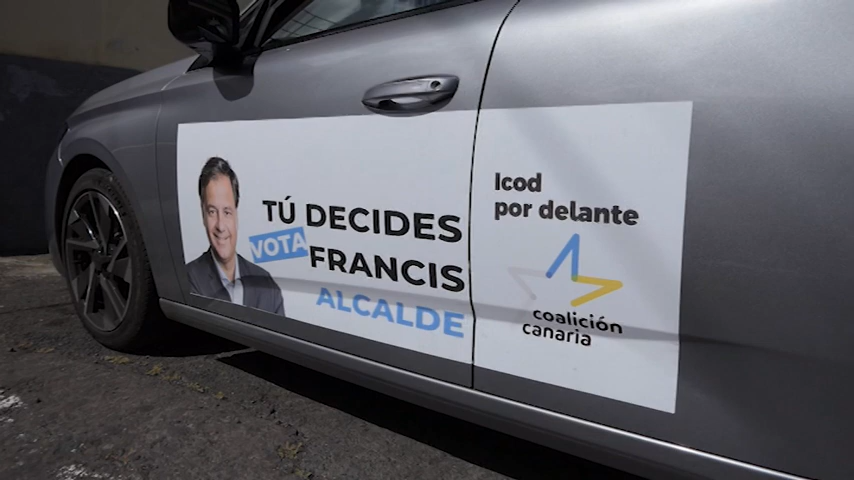 TÚ DECIDES
VOTA
FRANCIS
ALCALDE
Icod
por delante
coalición
canaria